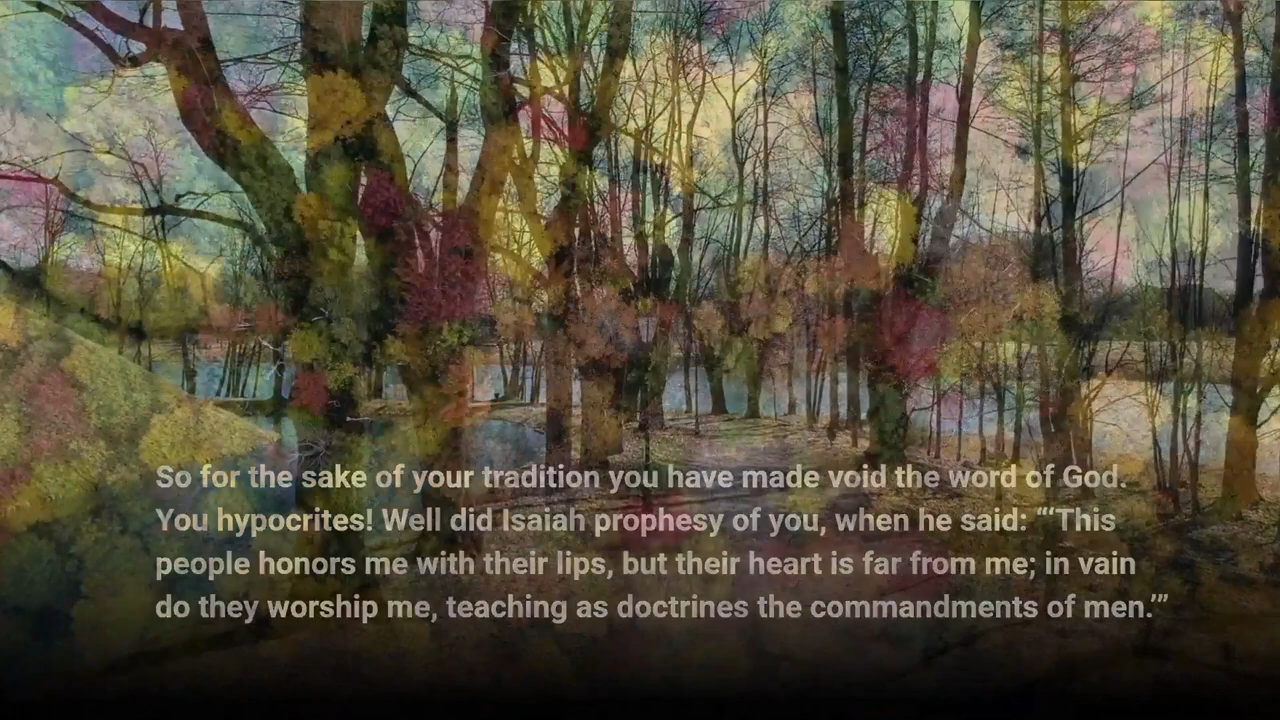 So for the sake of your tradition you have made void the word of God.
You hypocrites! Well did Isaiah prophesy of you, when he said: “‘This
people honors me with their lips, but their heart is far from me; in vain
do they worship me, teaching as doctrines the commandments of men.’”